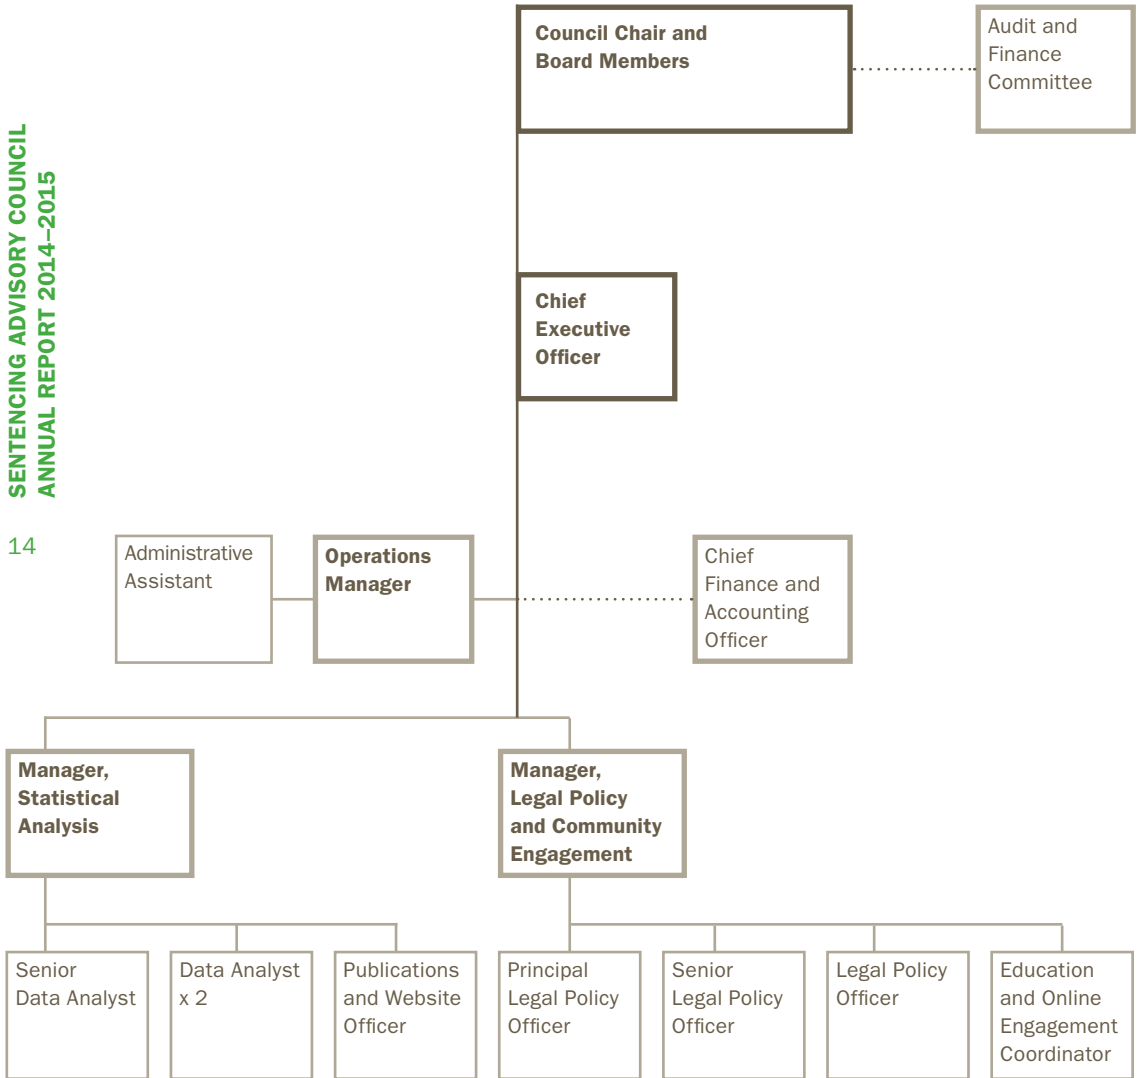 SENTENCING ADVISORY COUNCIL
ANNUAL REPORT 2014–2015
14
Council Chair and
Board Members
Audit and
Finance
Committee
Chief
Executive
Officer
Administrative
Assistant
Operations
Manager
Chief
Finance and
Accounting
Officer
Manager,
Statistical
Analysis
Manager,
Legal Policy
and Community
Engagement
Senior
Data Analyst
Data Analyst
x 2
Publications
and Website
Officer
Principal
Legal Policy
Officer
Senior
Legal Policy
Officer
Legal Policy
Officer
Education
and Online
Engagement
Coordinator